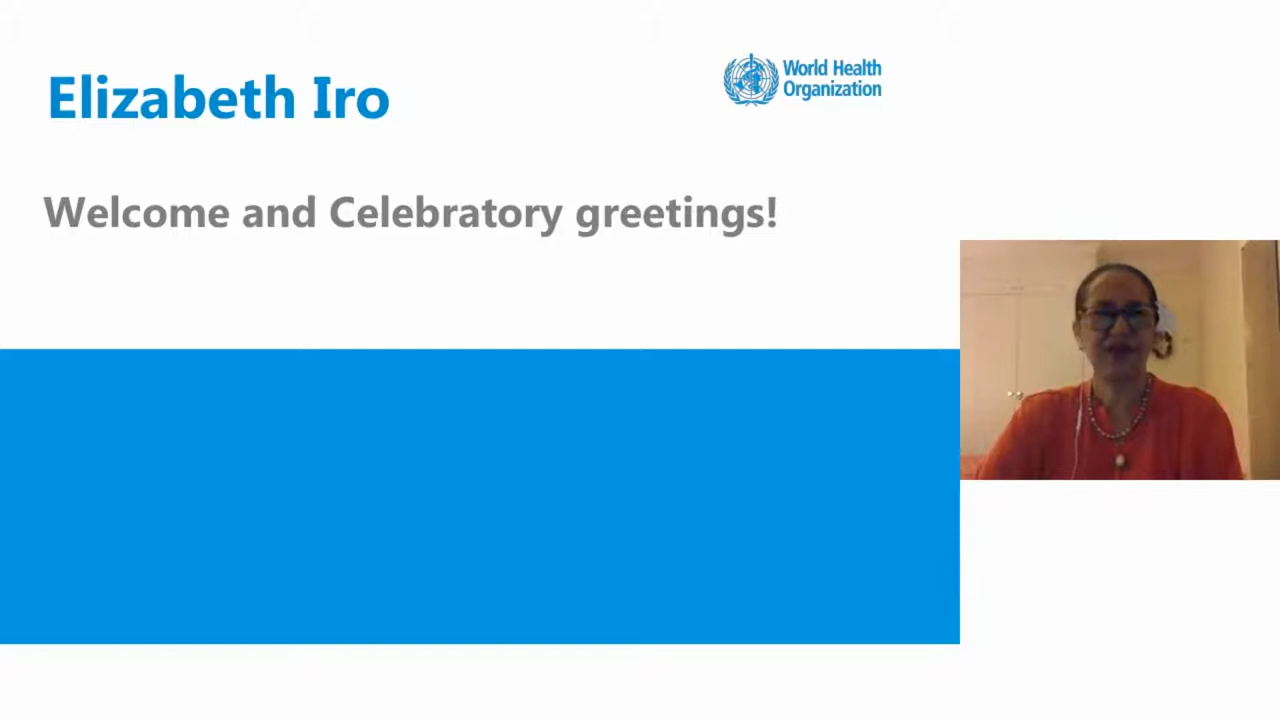 Elizabeth Iro
World Health
Organization
Welcome and Celebratory greetings!